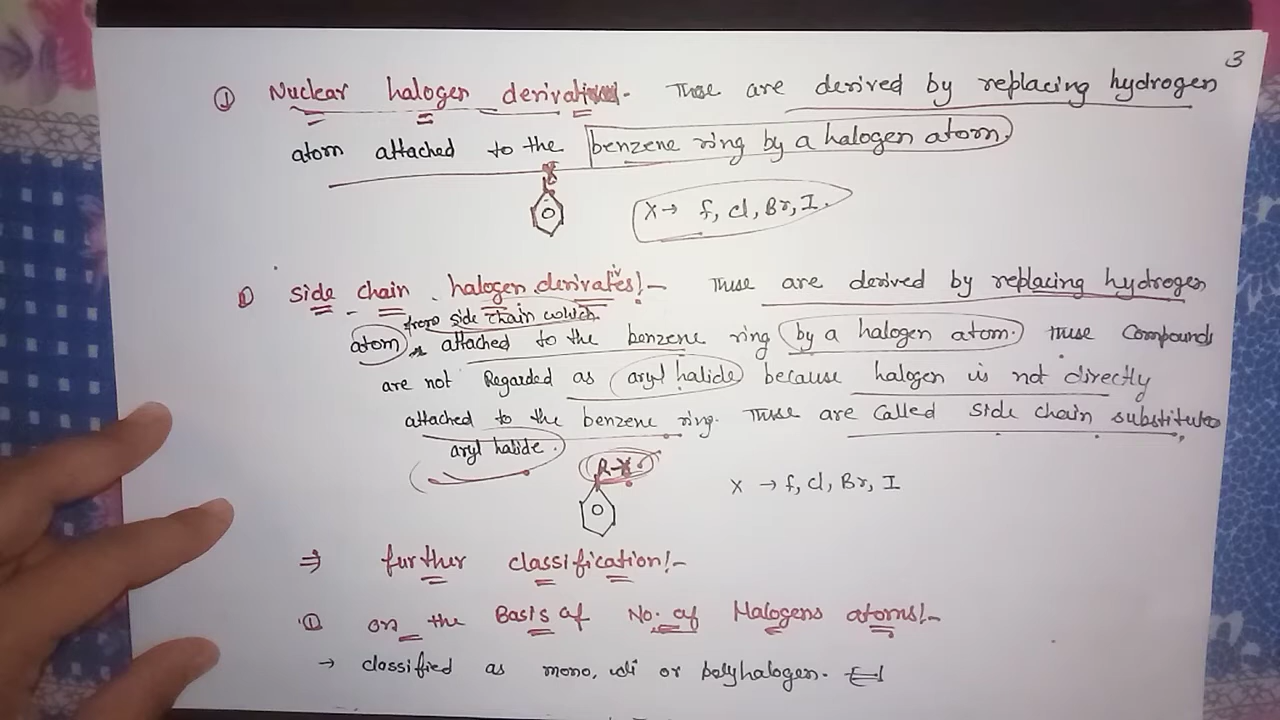 3
① Nuclear halogen derivatives- These are derived by replacing hydrogen
atom attached to the benzene ring by a halogen atom.
X
X → f, Cl, Br, I.
① Side chain halogen derivatives!- These are derived by replacing hydrogen
from side chain which
atom attached to the benzene ring by a halogen atom. These Compounds
are not Regarded as aryl halide because halogen is not directly
attached to the benzene ring. These are called side chain substituted
aryl halide.
R-X
X → f, Cl, Br, I
⇒ further classification!-
① on the Basis of No. of Halogens atoms!-
→ classified as mono, di or polyhalogen.